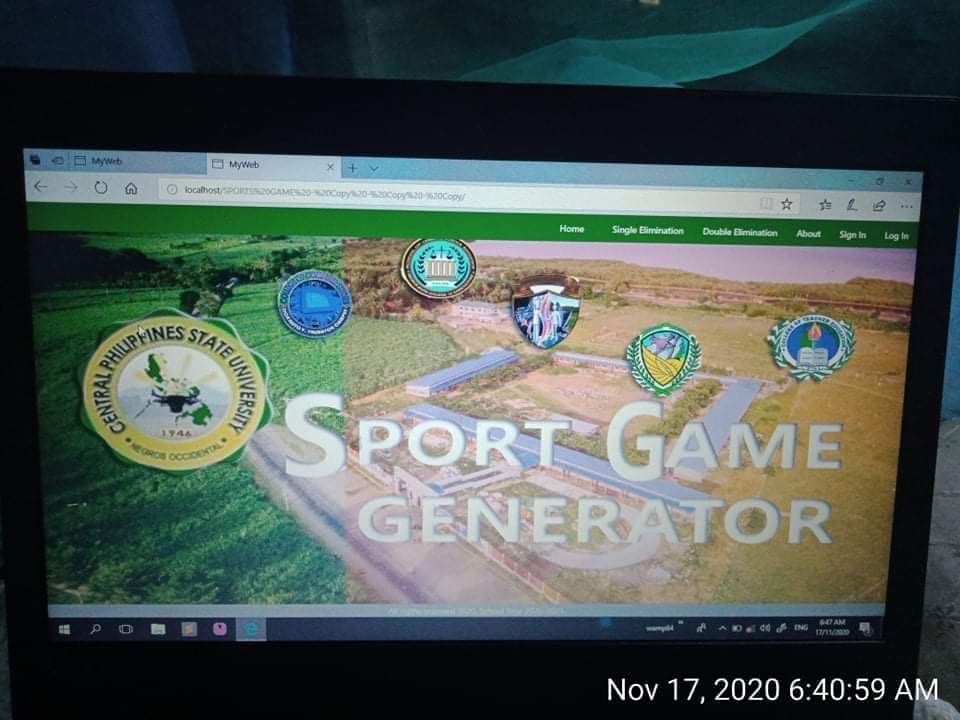 MyWeb
MyWeb
localhost/SPORTS%20GAME%20-%20Copy%20-%20Copy%20-%20Copy/
Home Single Elimination Double Elimination About Sign In Log In
CENTRAL PHILIPPINES STATE UNIVERSITY
1946
• NEGROS OCCIDENTAL •
SPORT GAME
GENERATOR
All rights reserved 2020. School Year 2020-2021.
wamp64 ENG 6:47 AM
17/11/2020
Nov 17, 2020 6:40:59 AM